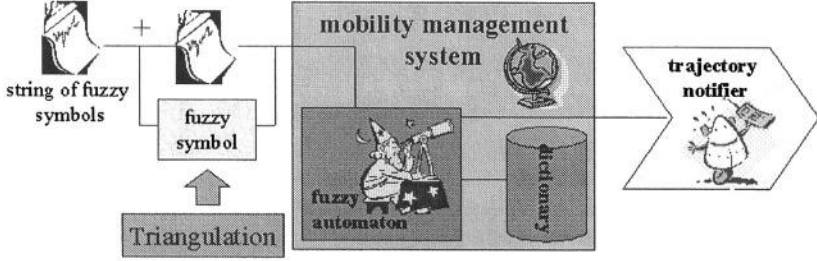 +
string of fuzzy
symbols
fuzzy
symbol
Triangulation
mobility management
system
fuzzy
automaton
dictionary
trajectory
notifier